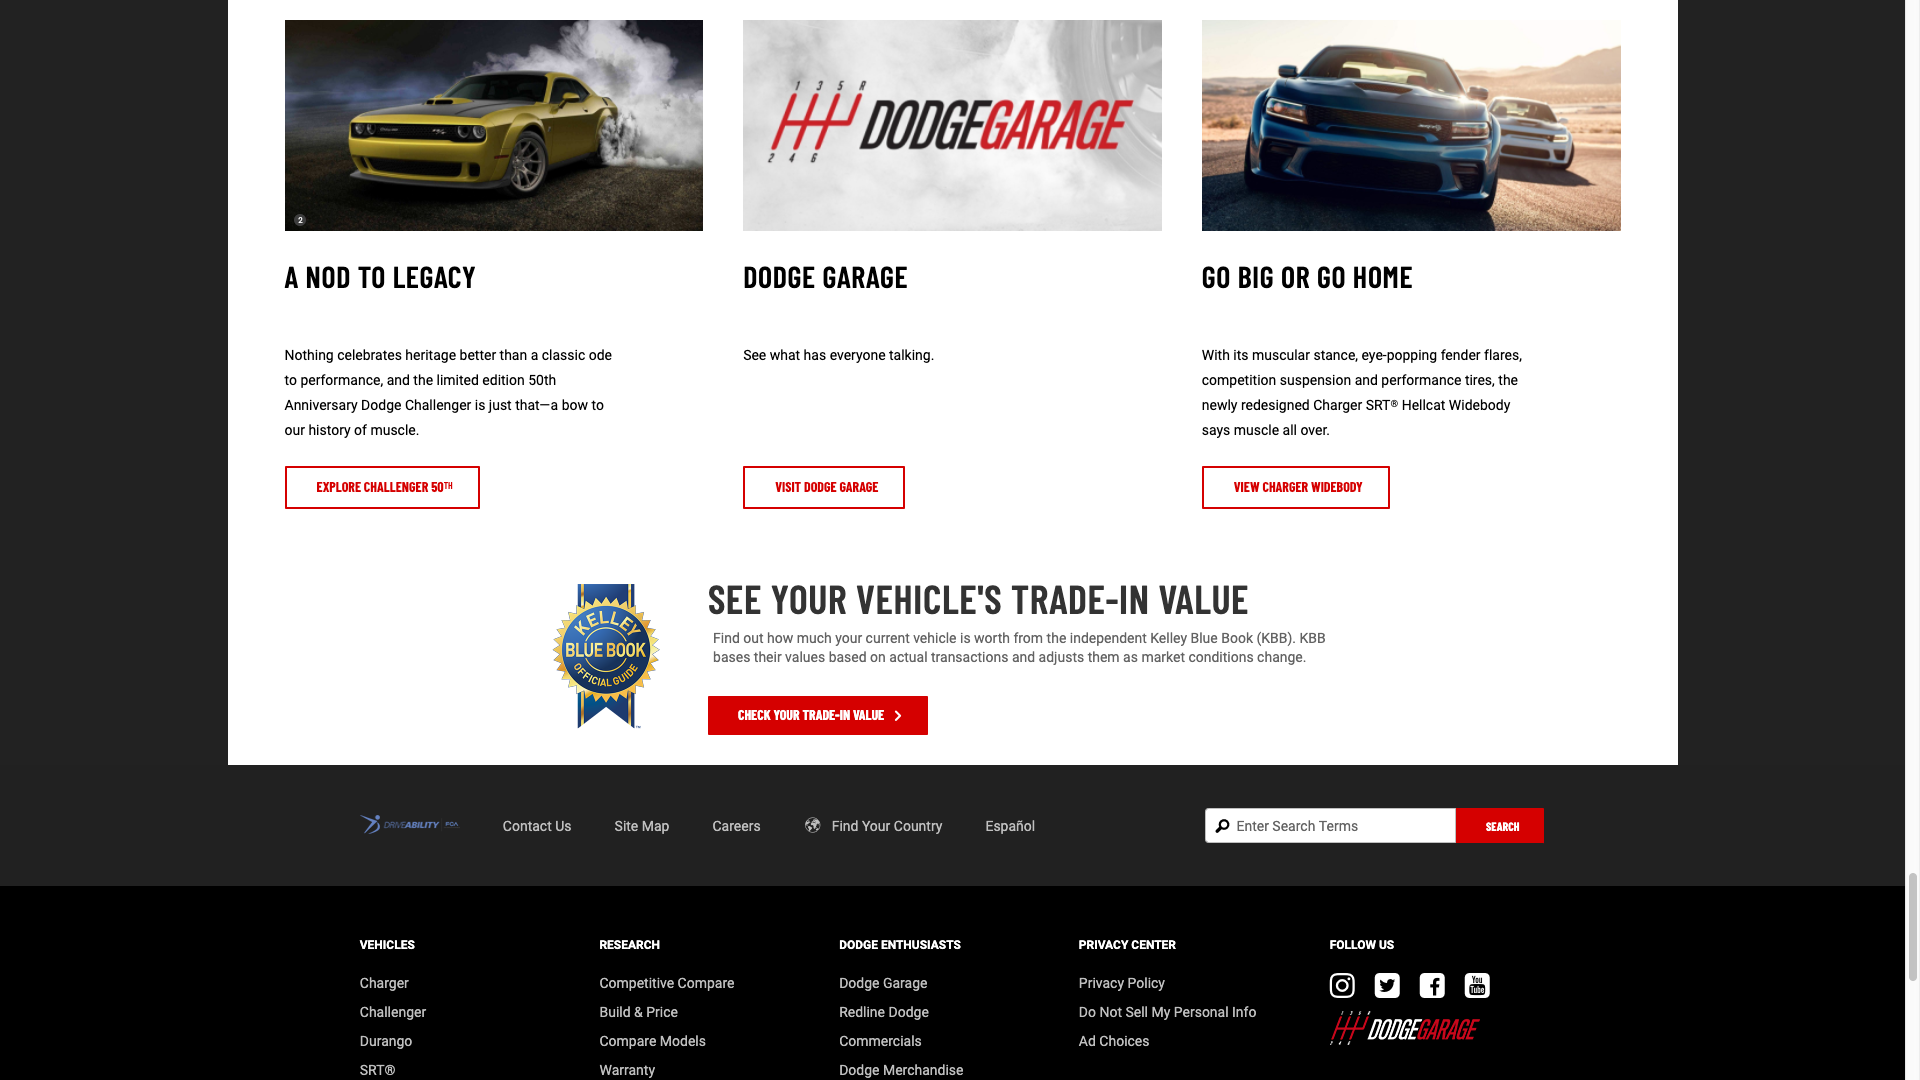 1 3 5 R
DODGEGARAGE
2 4 6
2
A NOD TO LEGACY
Nothing celebrates heritage better than a classic ode
to performance, and the limited edition 50th
Anniversary Dodge Challenger is just that—a bow to
our history of muscle.
EXPLORE CHALLENGER 50TH
DODGE GARAGE
See what has everyone talking.
VISIT DODGE GARAGE
GO BIG OR GO HOME
With its muscular stance, eye-popping fender flares,
competition suspension and performance tires, the
newly redesigned Charger SRT® Hellcat Widebody
says muscle all over.
VIEW CHARGER WIDEBODY
KELLEY
BLUE BOOK
OFFICIAL GUIDE
SEE YOUR VEHICLE'S TRADE-IN VALUE
Find out how much your current vehicle is worth from the independent Kelley Blue Book (KBB). KBB
bases their values based on actual transactions and adjusts them as market conditions change.
CHECK YOUR TRADE-IN VALUE
DRIVEABILITY FCA
Contact Us
Site Map
Careers
Find Your Country
Español
Enter Search Terms
SEARCH
VEHICLES
Charger
Challenger
Durango
SRT®
RESEARCH
Competitive Compare
Build & Price
Compare Models
Warranty
DODGE ENTHUSIASTS
Dodge Garage
Redline Dodge
Commercials
Dodge Merchandise
PRIVACY CENTER
Privacy Policy
Do Not Sell My Personal Info
Ad Choices
FOLLOW US
You
Tube
1 3 5 R
DODGEGARAGE
2 4 6